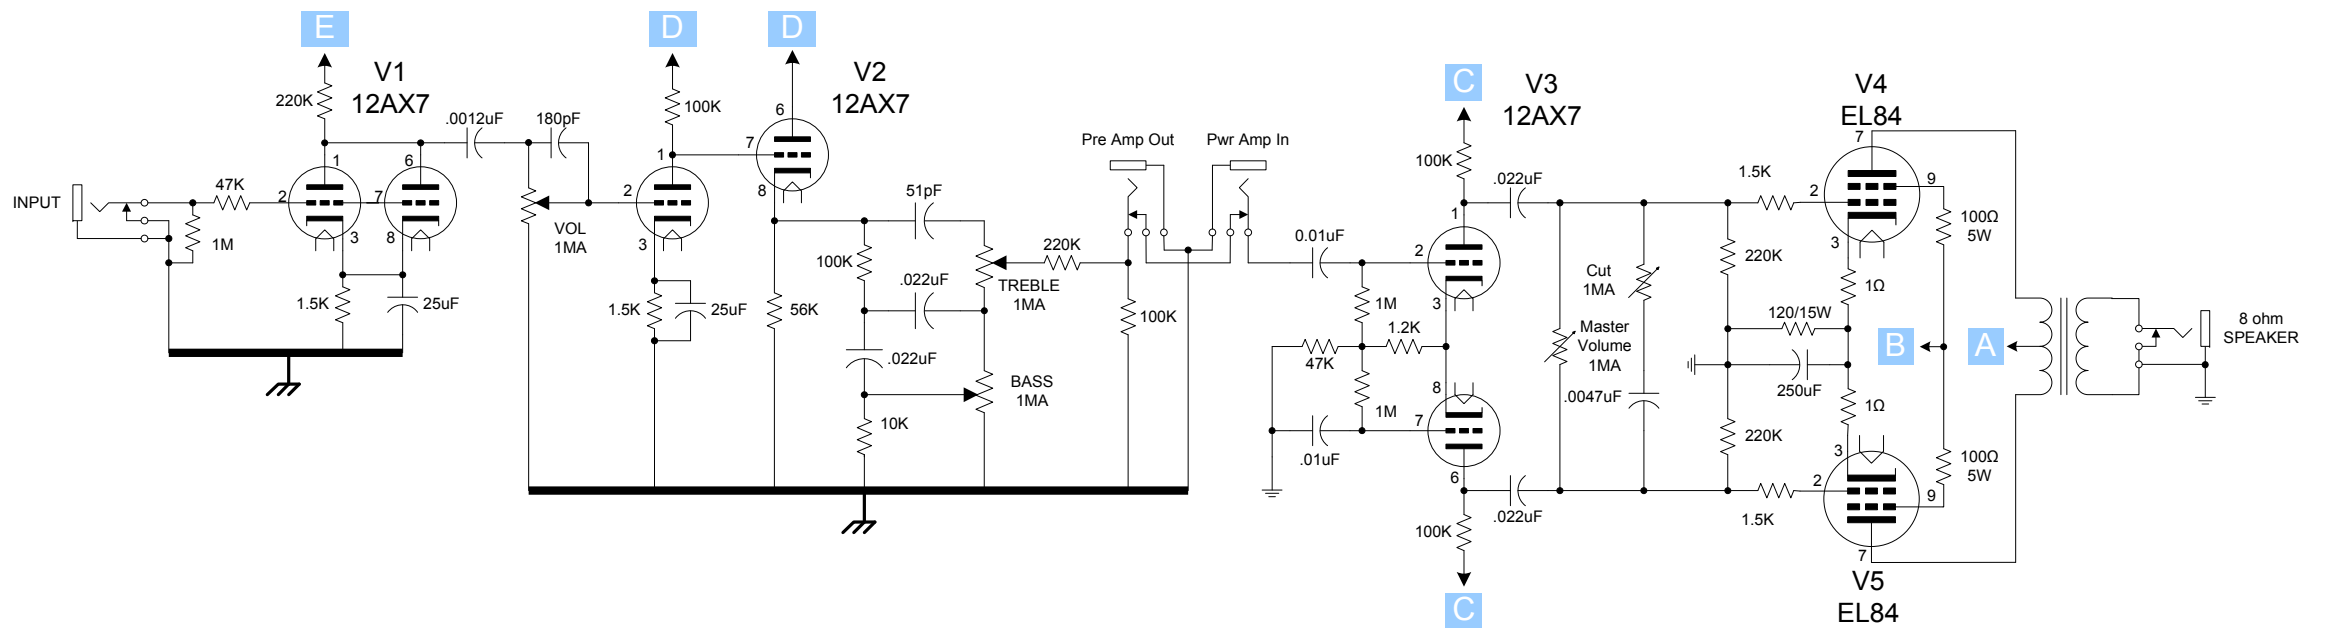 E
V1
12AX7
220K
.0012uF
180pF
1
6
INPUT
47K
2
7
1M
3
8
1.5K
25uF
VOL
1MA
D
D
V2
12AX7
100K
6
7
1
2
8
3
1.5K
25uF
51pF
100K
.022uF
56K
.022uF
10K
TREBLE
1MA
BASS
1MA
220K
100K
Pre Amp Out
Pwr Amp In
0.01uF
C
V3
12AX7
100K
.022uF
1
2
3
1M
1.2K
47K
1M
8
7
.01uF
6
.022uF
100K
C
Cut
1MA
Master
Volume
1MA
.0047uF
1.5K
220K
120/15W
250uF
220K
1.5K
V4
EL84
7
2
9
3
1Ω
100Ω
5W
B
A
1Ω
3
2
9
100Ω
5W
7
V5
EL84
8 ohm
SPEAKER